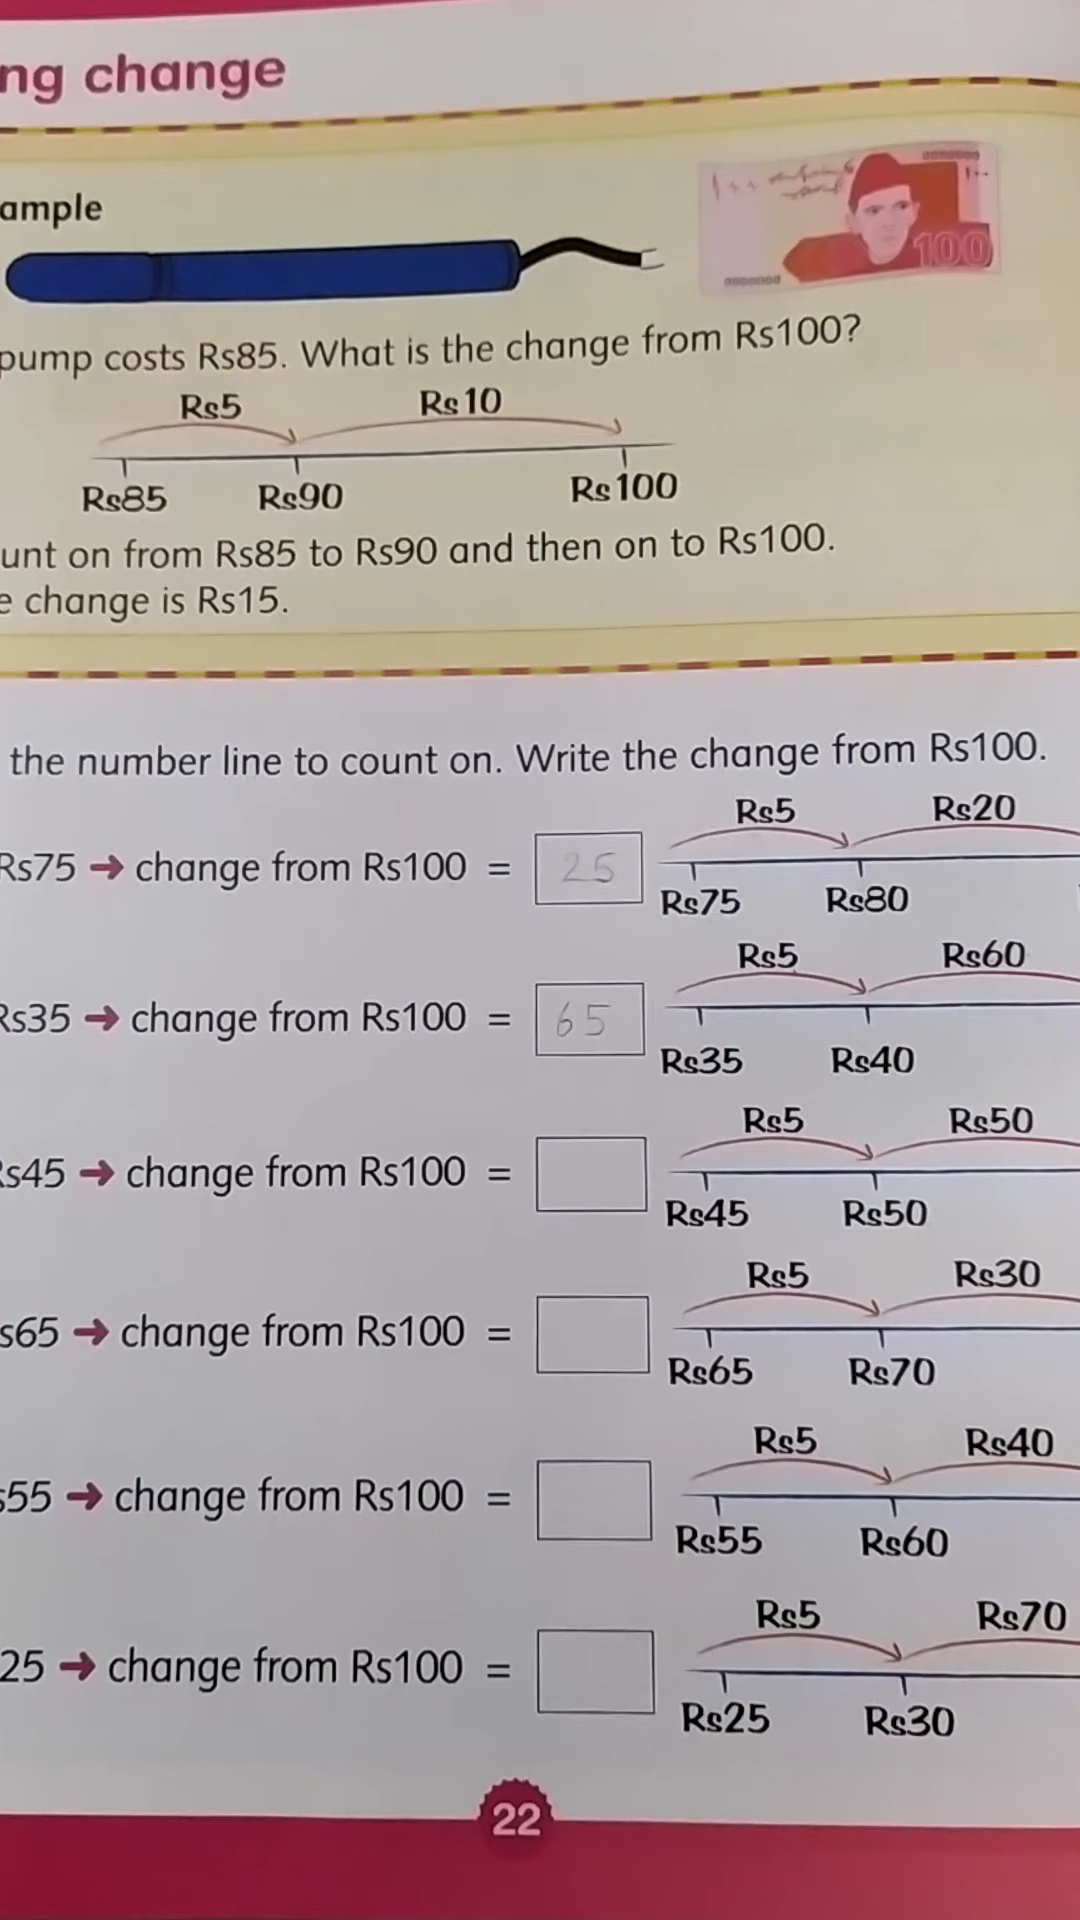 ng change
ample
100
pump costs Rs85. What is the change from Rs100?
Rs5 Rs10
Rs85 Rs90 Rs100
unt on from Rs85 to Rs90 and then on to Rs100.
e change is Rs15.
the number line to count on. Write the change from Rs100.
Rs5 Rs20
Rs75 → change from Rs100 = 25
Rs75 Rs80
Rs5 Rs60
Rs35 → change from Rs100 = 65
Rs35 Rs40
Rs5 Rs50
Rs45 → change from Rs100 =
Rs45 Rs50
Rs5 Rs30
s65 → change from Rs100 =
Rs65 Rs70
Rs5 Rs40
s55 → change from Rs100 =
Rs55 Rs60
Rs5 Rs70
25 → change from Rs100 =
Rs25 Rs30
22